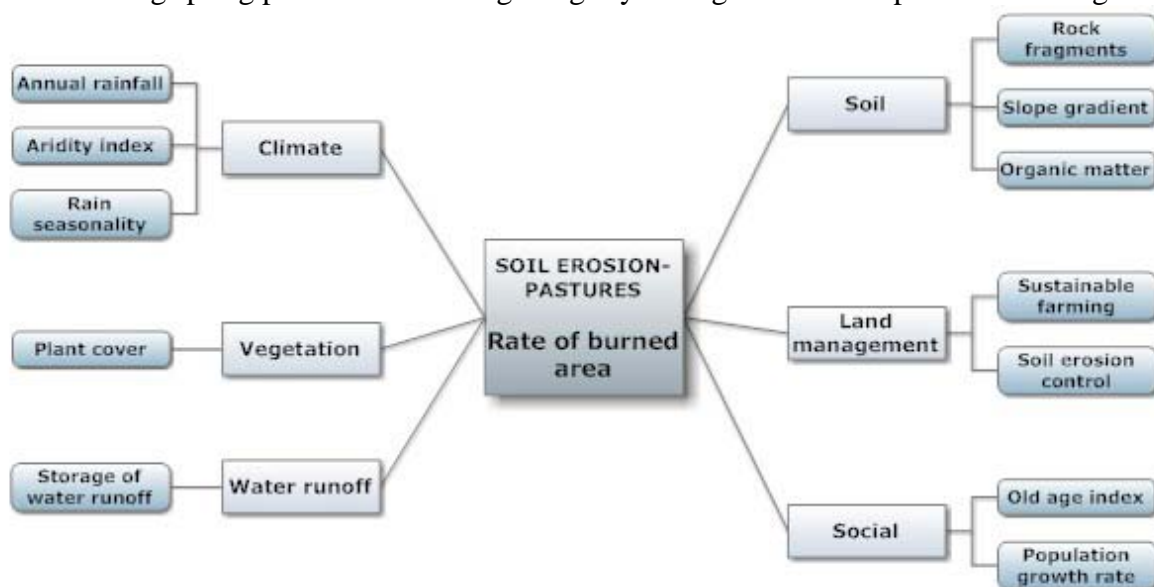 Annual rainfall
Aridity index
Rain
seasonality
Climate
Plant cover
Vegetation
Storage of
water runoff
Water runoff
SOIL EROSION-
PASTURES
Rate of burned
area
Soil
Rock
fragments
Slope gradient
Organic matter
Land
management
Sustainable
farming
Soil erosion
control
Social
Old age index
Population
growth rate